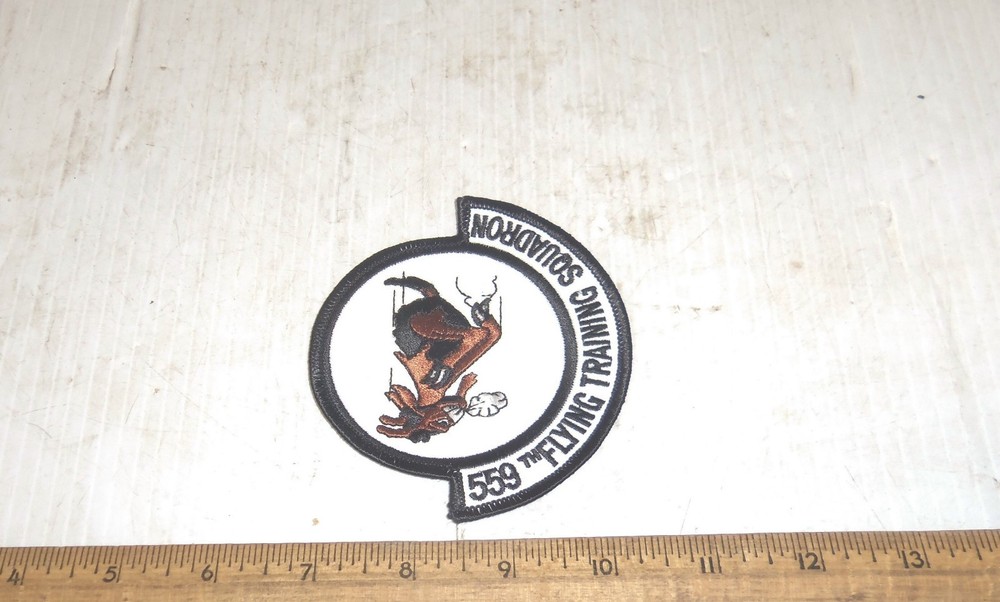 559TH FLYING TRAINING SQUADRON
4 5 6 7 8 9 10 11 12 13